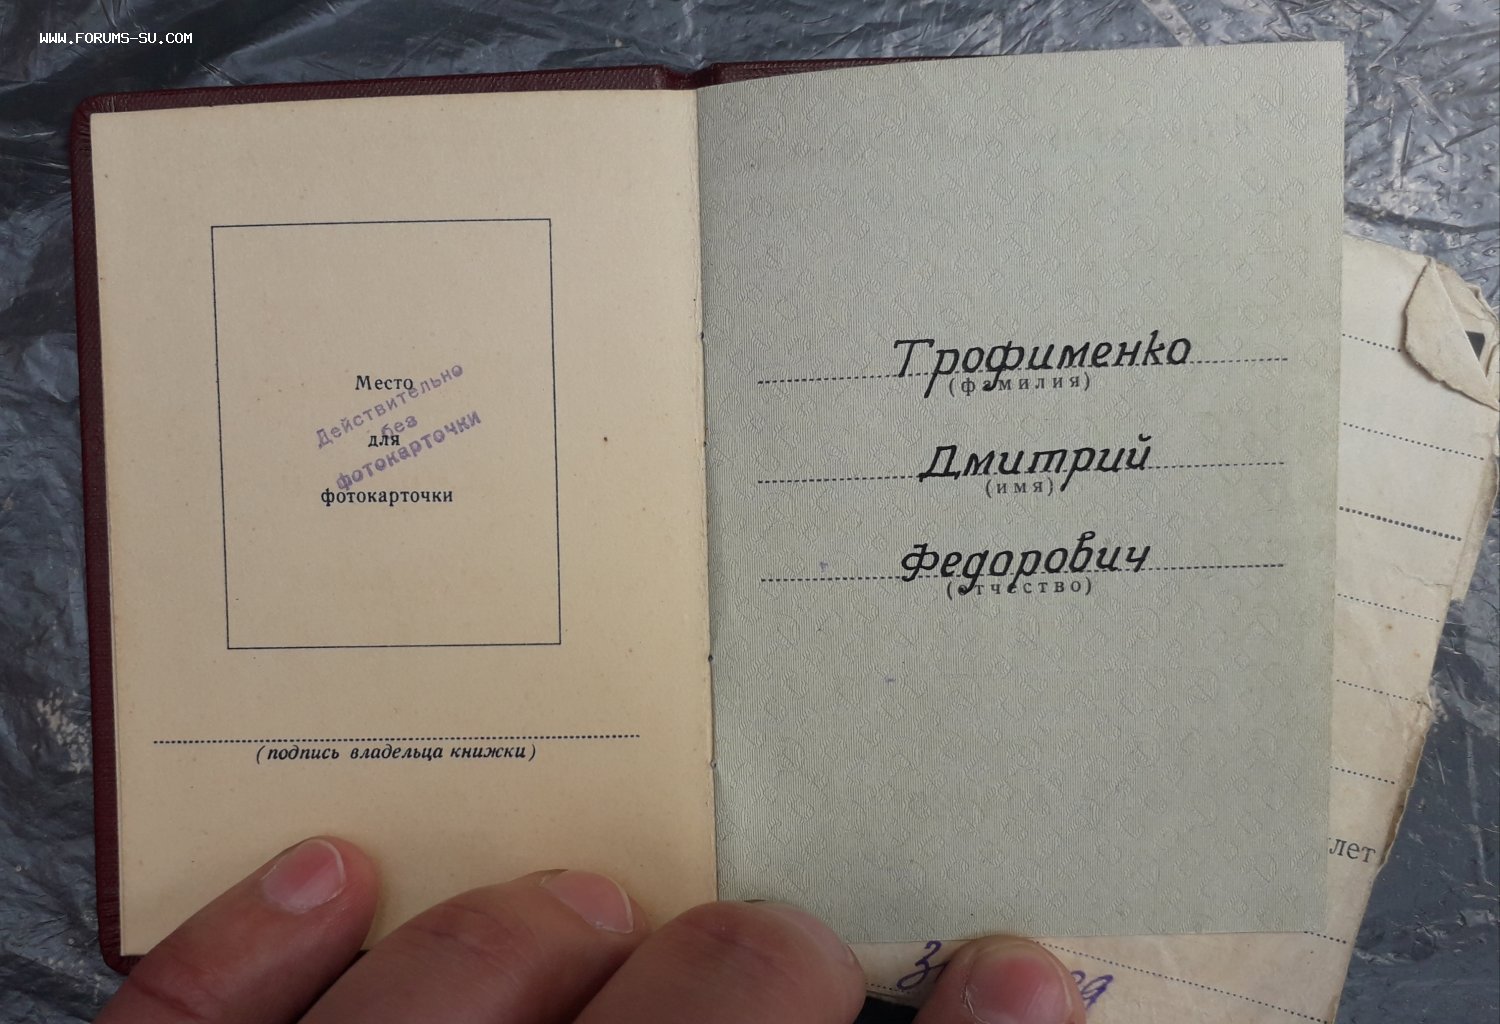 WWW.FORUMS-SU.COM
Место
для
фотокарточки
Действительно
без
фотокарточки
(подпись владельца книжки)
Трофименко
(фамилия)
Дмитрий
(имя)
Федорович
(отчество)
лет